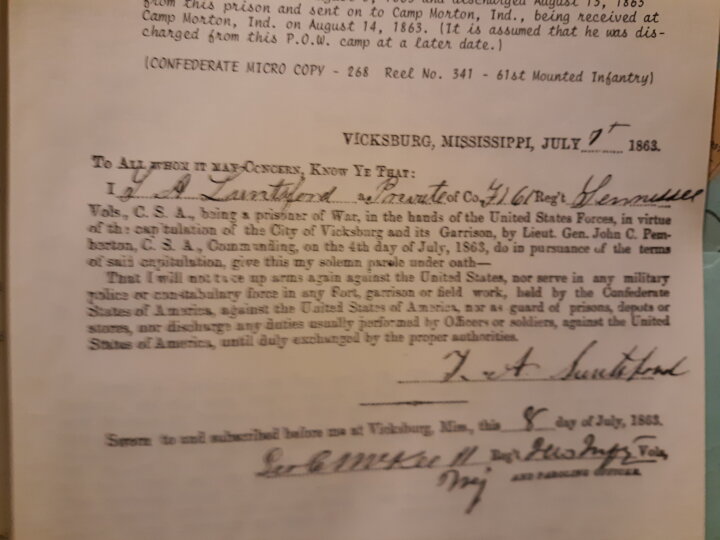 from this prison and sent on to Camp Morton, Ind., being received at
Camp Morton, Ind. on August 14, 1863. (It is assumed that he was dis-
charged from this P.O.W. camp at a later date.)
(CONFEDERATE MICRO COPY - 268 Reel No. 341 - 61st Mounted Infantry)
VICKSBURG, MISSISSIPPI, JULY 7th 1863.
To All whom it may Concern, Know Ye That:
I A Luntsford a Private of Co. 61 Reg't Tennessee
Vols., C. S. A., being a prisoner of War, in the hands of the United States Forces, in virtue
of the capitulation of the City of Vicksburg and its Garrison, by Lieut. Gen. John C. Pem-
berton, C. S. A., Commanding, on the 4th day of July, 1863, do in pursuance of the terms
of said capitulation, give this my solemn parole under oath—
That I will not take up arms again against the United States, nor serve in any military
police or constabulary force in any Fort, garrison or field work, held by the Confederate
States of America, against the United States of America, nor as guard of prisons, depots or
stores, nor discharge any duties usually performed by Officers or soldiers, against the United
States of America, until duly exchanged by the proper authorities.
A
Sworn to and subscribed before me at Vicksburg, Miss., this 8 day of July, 1863.
Geo C McKee 11 Reg't Ills Infy Vols,
Maj AND PAROLING OFFICER.